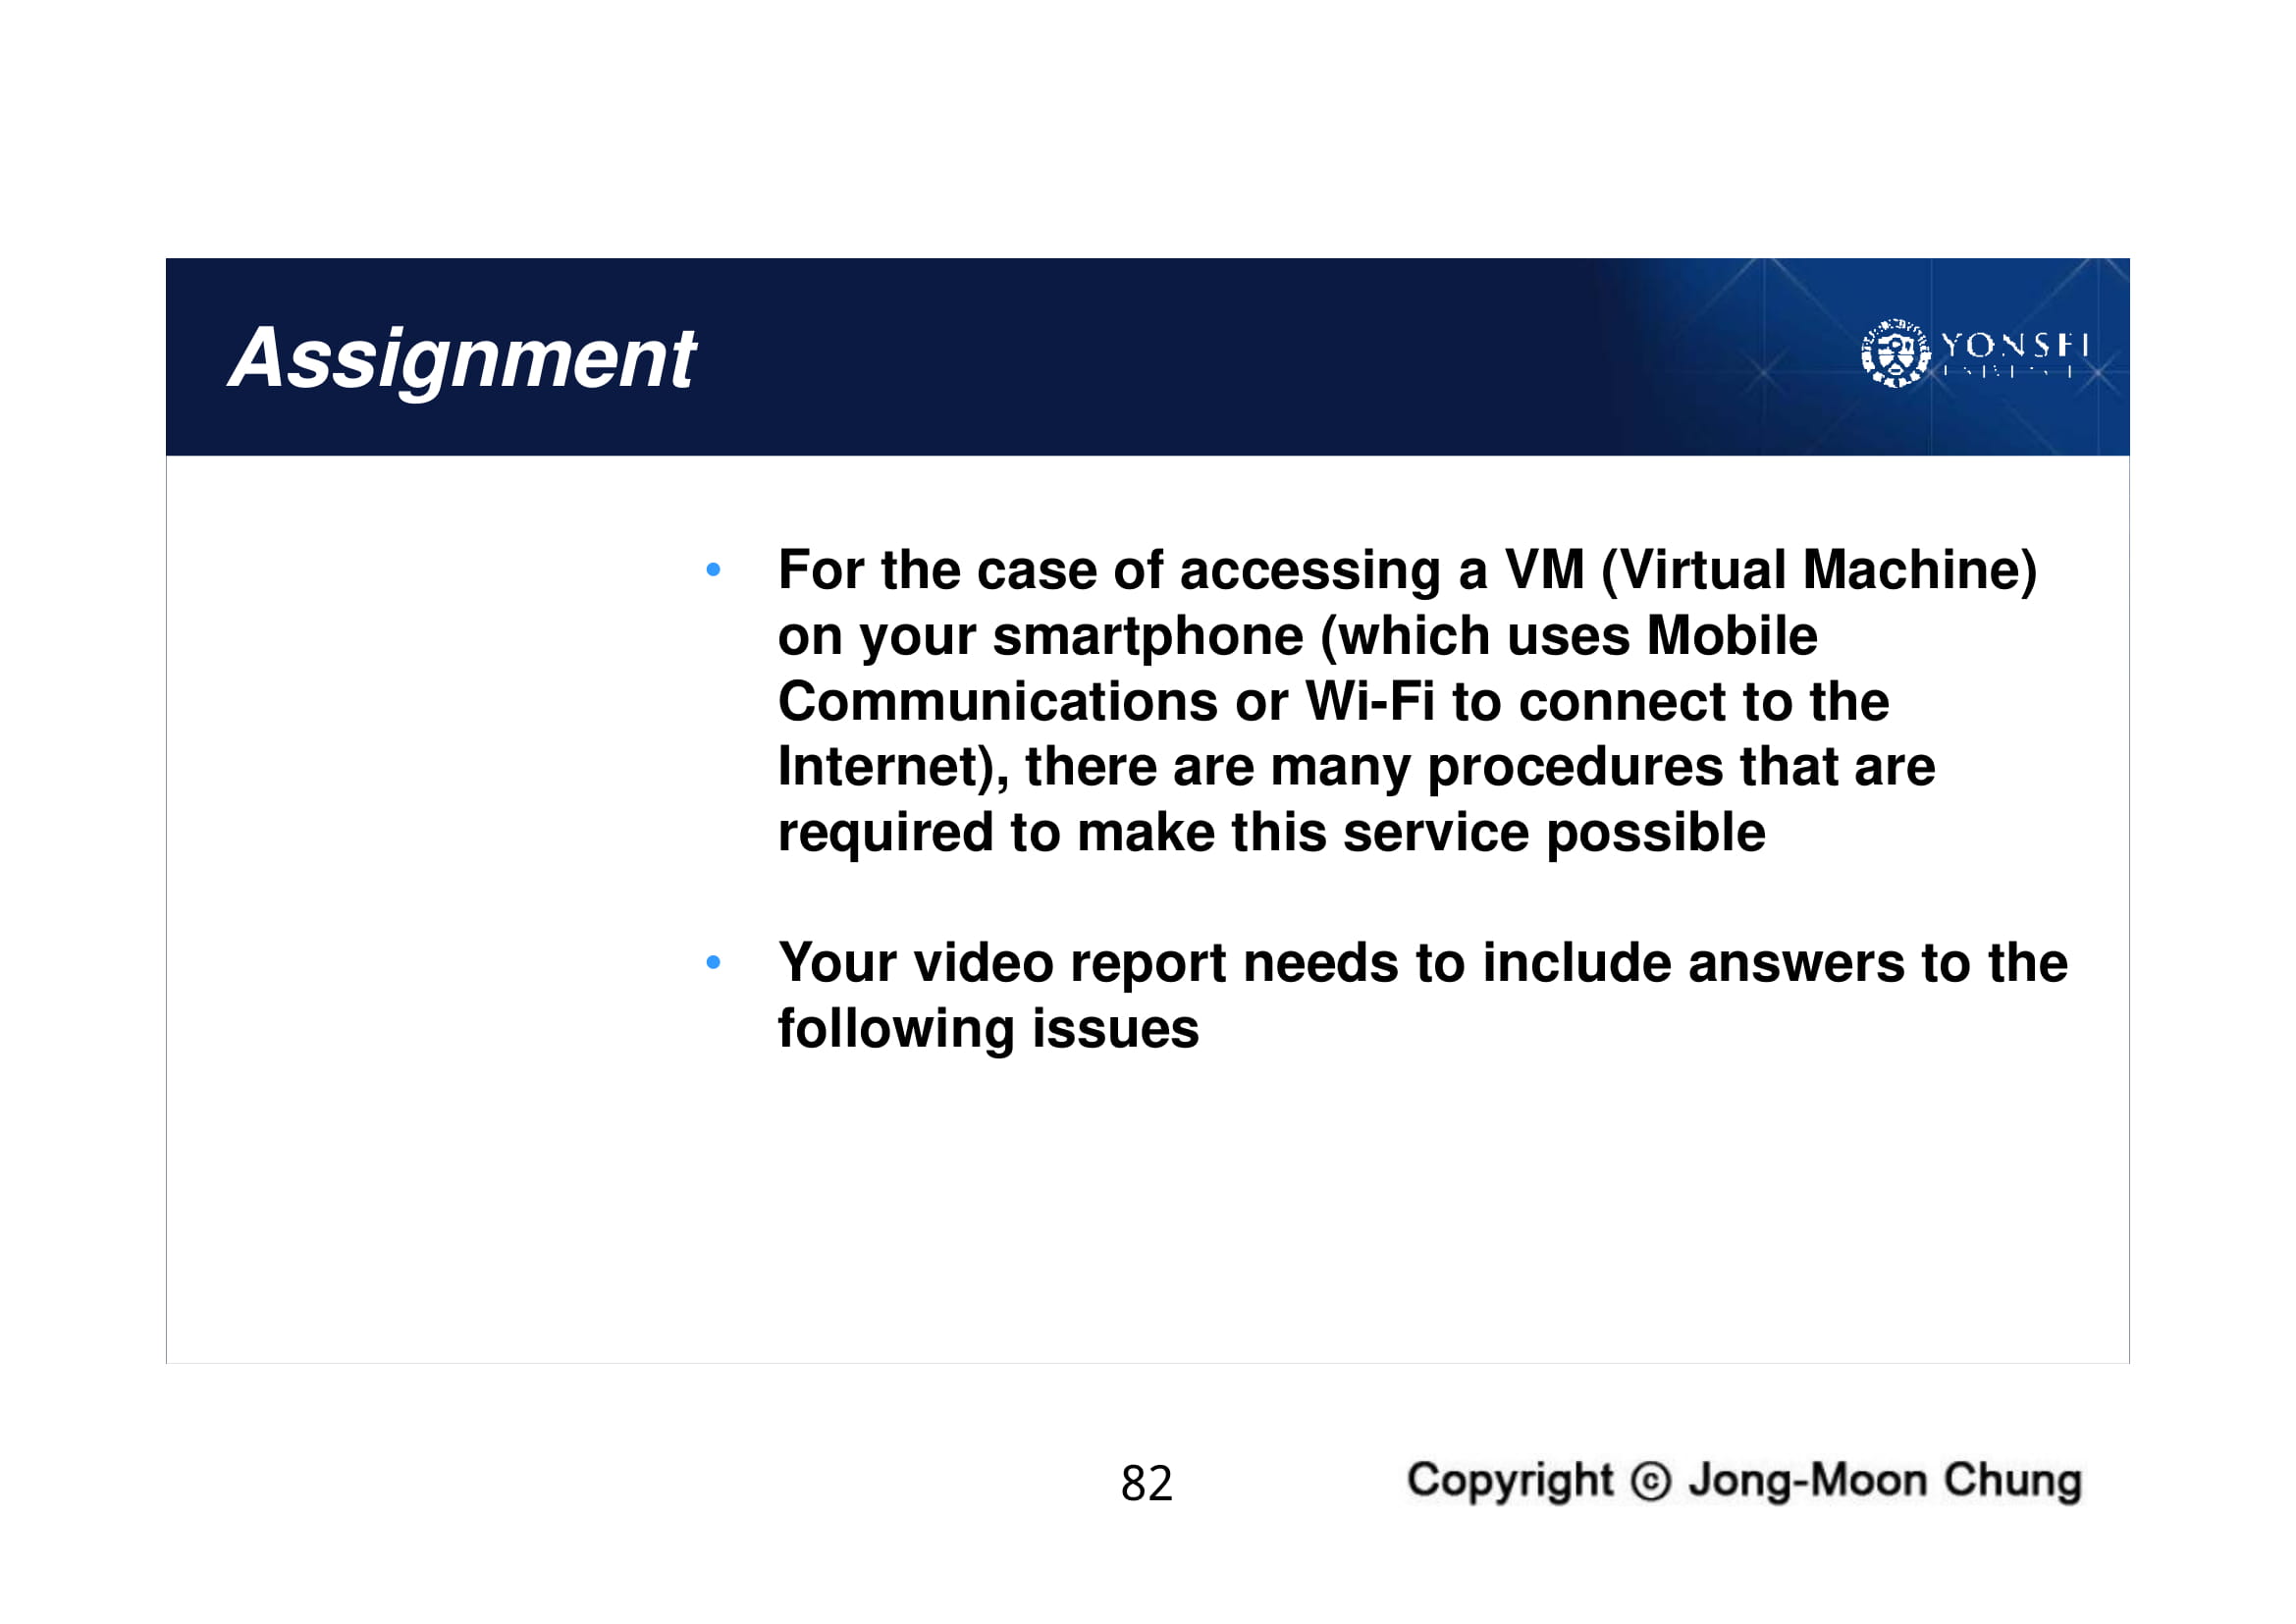 Assignment
YONSEI
• For the case of accessing a VM (Virtual Machine)
on your smartphone (which uses Mobile
Communications or Wi-Fi to connect to the
Internet), there are many procedures that are
required to make this service possible
• Your video report needs to include answers to the
following issues
82
Copyright © Jong-Moon Chung